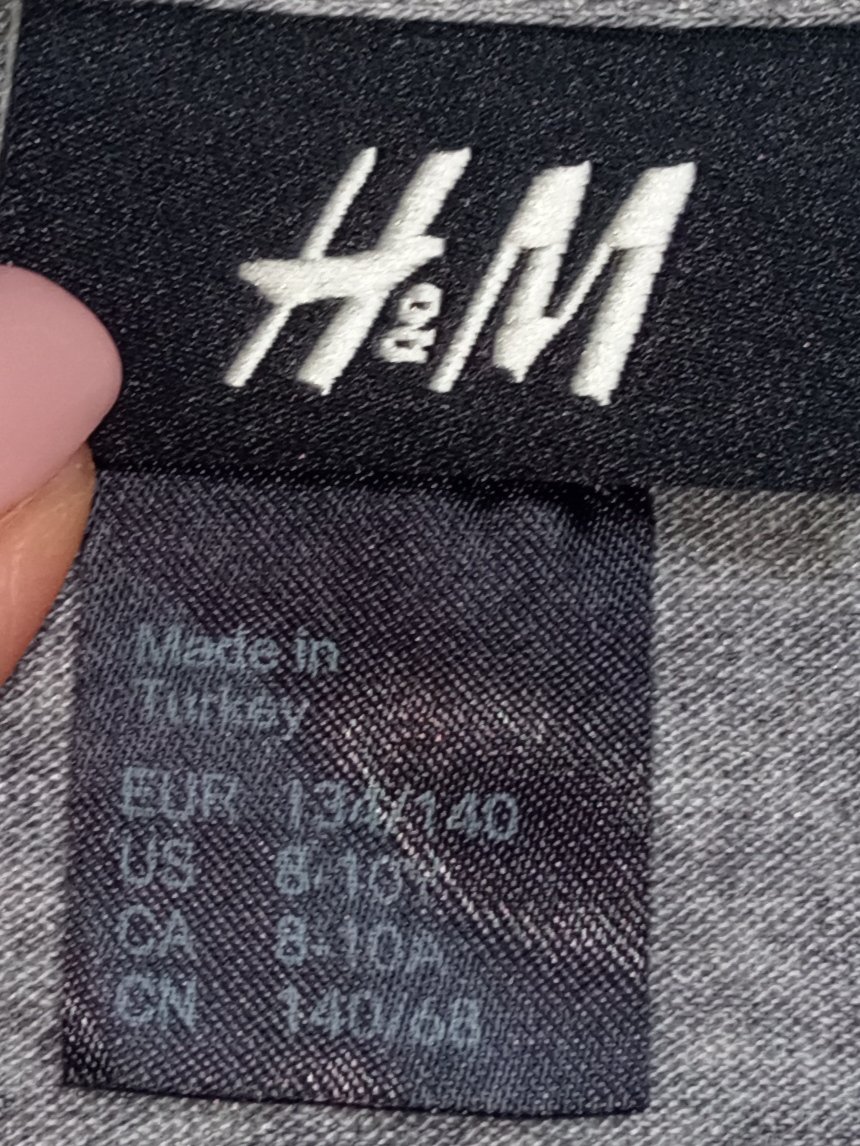 H&M
Made in
Turkey
EUR 134/140
US 8-10Y
CA 8-10A
CN 140/68